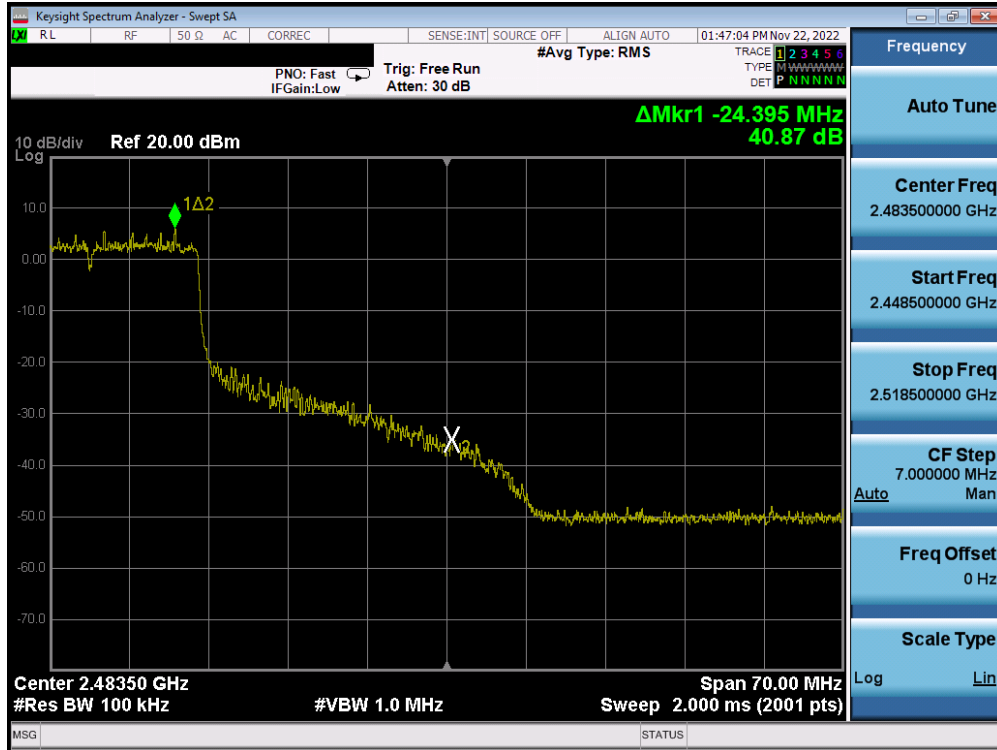 Keysight Spectrum Analyzer - Swept SA
LXI RL RF 50 Ω AC CORREC SENSE:INT SOURCE OFF ALIGN AUTO 01:47:04 PM Nov 22, 2022
#Avg Type: RMS
TRACE 1 2 3 4 5 6
PNO: Fast Trig: Free Run TYPE M W W W W W
IFGain:Low Atten: 30 dB DET P N N N N N
ΔMkr1 -24.395 MHz
40.87 dB
10 dB/div Ref 20.00 dBm
Log
1Δ2
10.0
0.00
-10.0
-20.0
-30.0
2
-40.0
-50.0
-60.0
-70.0
Center 2.48350 GHz Span 70.00 MHz
#Res BW 100 kHz #VBW 1.0 MHz Sweep 2.000 ms (2001 pts)
MSG STATUS
Frequency
Auto Tune
Center Freq
2.483500000 GHz
Start Freq
2.448500000 GHz
Stop Freq
2.518500000 GHz
CF Step
7.000000 MHz
Auto Man
Freq Offset
0 Hz
Scale Type
Log Lin